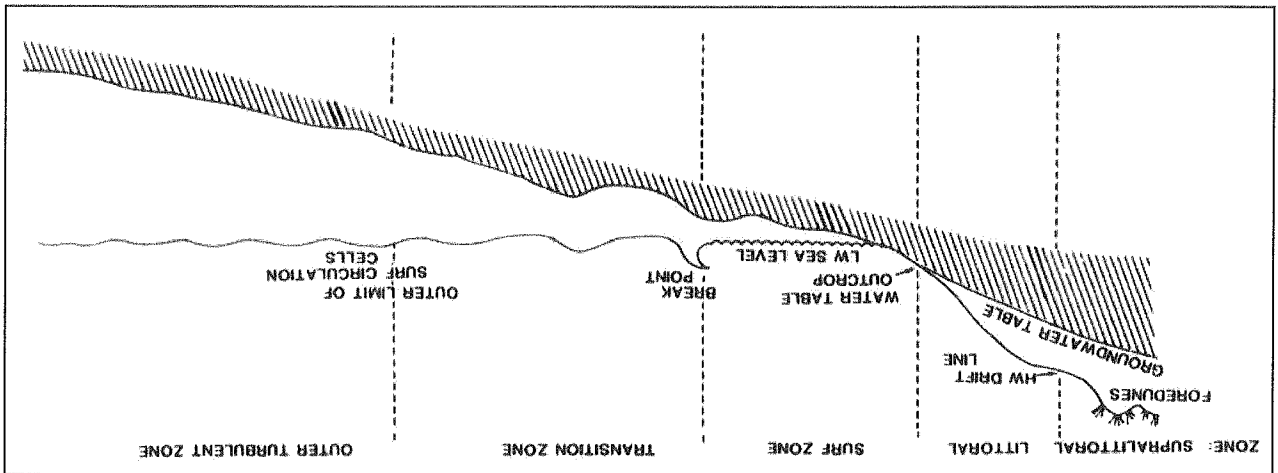 ZONE: SUPRALITTORAL
LITTORAL
SURF ZONE
TRANSITION ZONE
OUTER TURBULENT ZONE
FOREDUNES
HW DRIFT
LINE
GROUNDWATER TABLE
WATER TABLE
OUTCROP
LW SEA LEVEL
BREAK
POINT
OUTER LIMIT OF
SURF CIRCULATION
CELLS